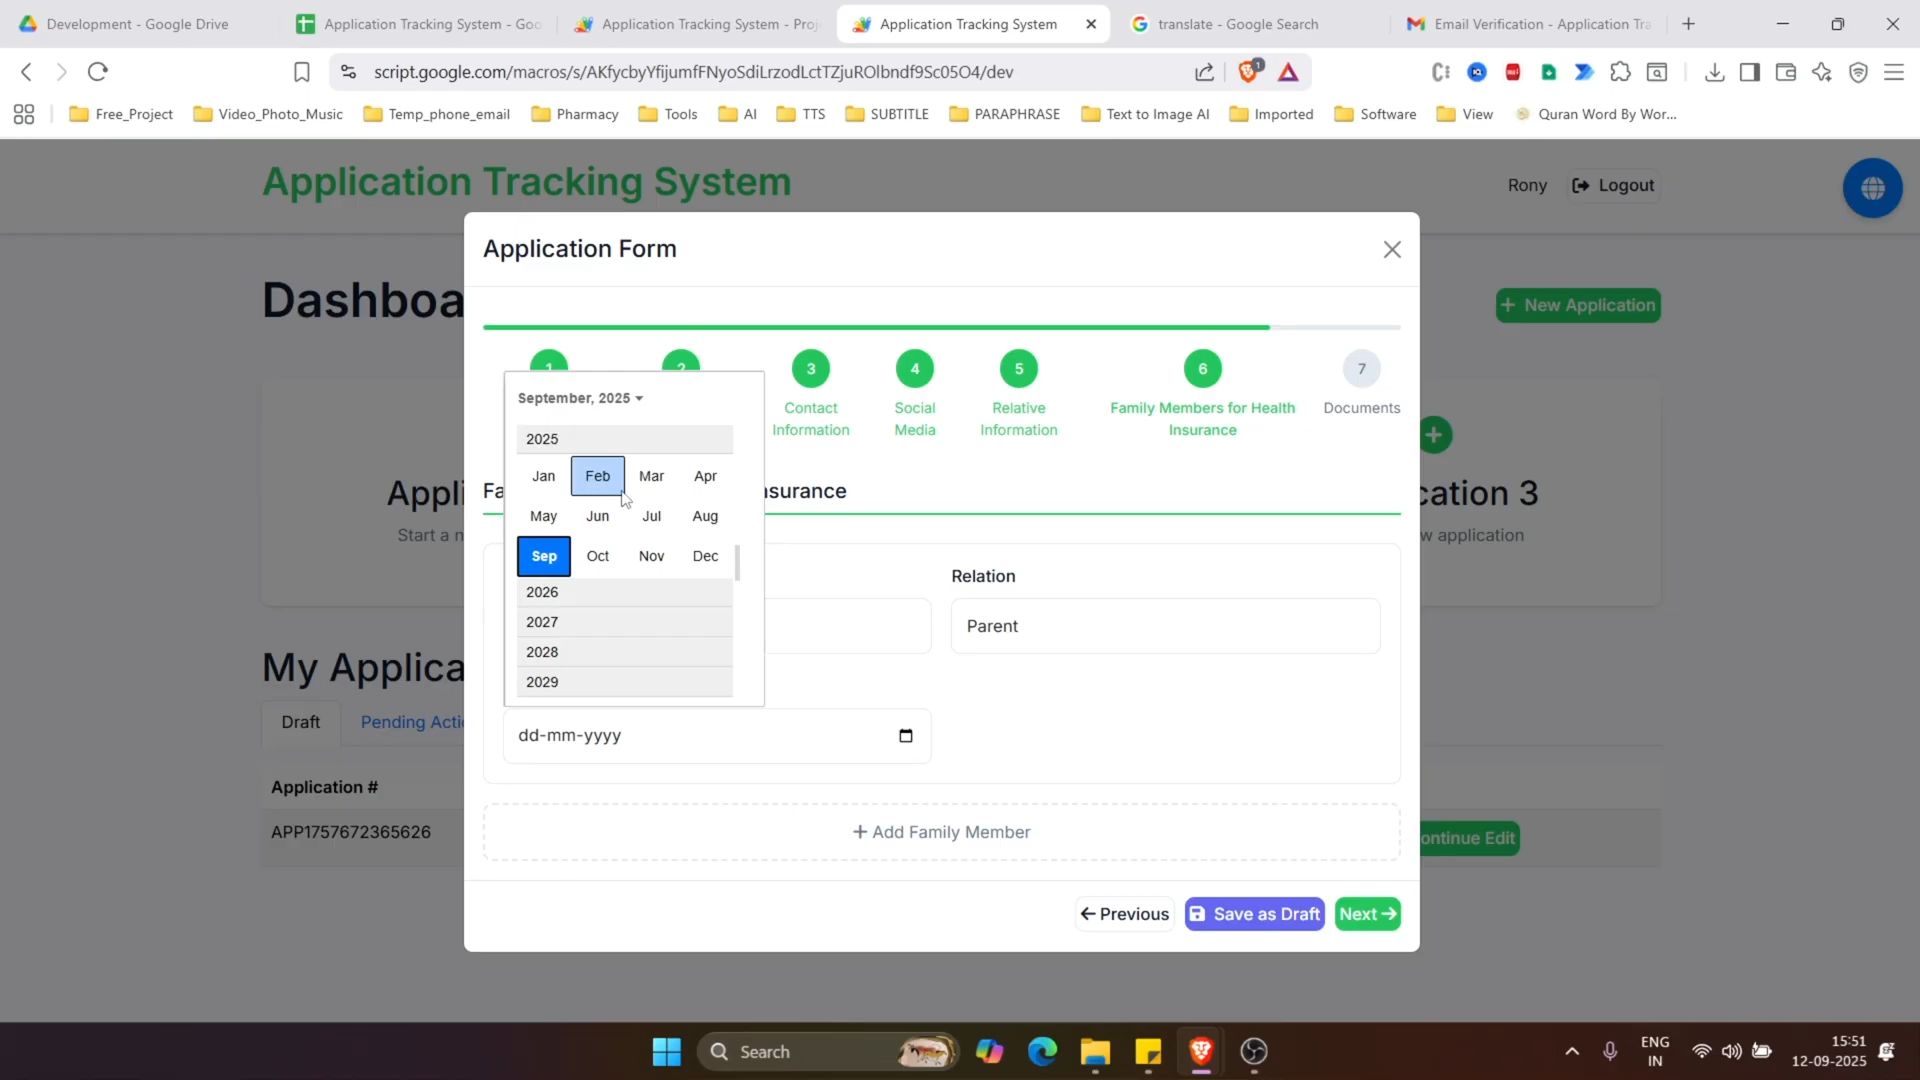 Development - Google Drive
Application Tracking System - Goo
Application Tracking System - Proj
Application Tracking System
translate - Google Search
Email Verification - Application Tra
script.google.com/macros/s/AKfycbyYfijumfFNyoSdiLrzodLctTZjuROlbndf9Sc05O4/dev
1
Free_Project
Video_Photo_Music
Temp_phone_email
Pharmacy
Tools
AI
TTS
SUBTITLE
PARAPHRASE
Text to Image AI
Imported
Software
View
Quran Word By Wor...
Application Tracking System
Rony
Logout
Dashboa
+ New Application
Application Form
1
2
3
4
5
6
7
Contact
Information
Social
Media
Relative
Information
Family Members for Health
Insurance
Documents
September, 2025
2025
Jan Feb Mar Apr
May Jun Jul Aug
Sep Oct Nov Dec
2026
2027
2028
2029
Fa
nsurance
Appli
Start a n
cation 3
w application
Relation
Parent
dd-mm-yyyy
+ Add Family Member
My Applica
Draft
Pending Acti
Application #
APP1757672365626
ontinue Edit
Previous
Save as Draft
Next
Search
ENG
IN
15:51
12-09-2025